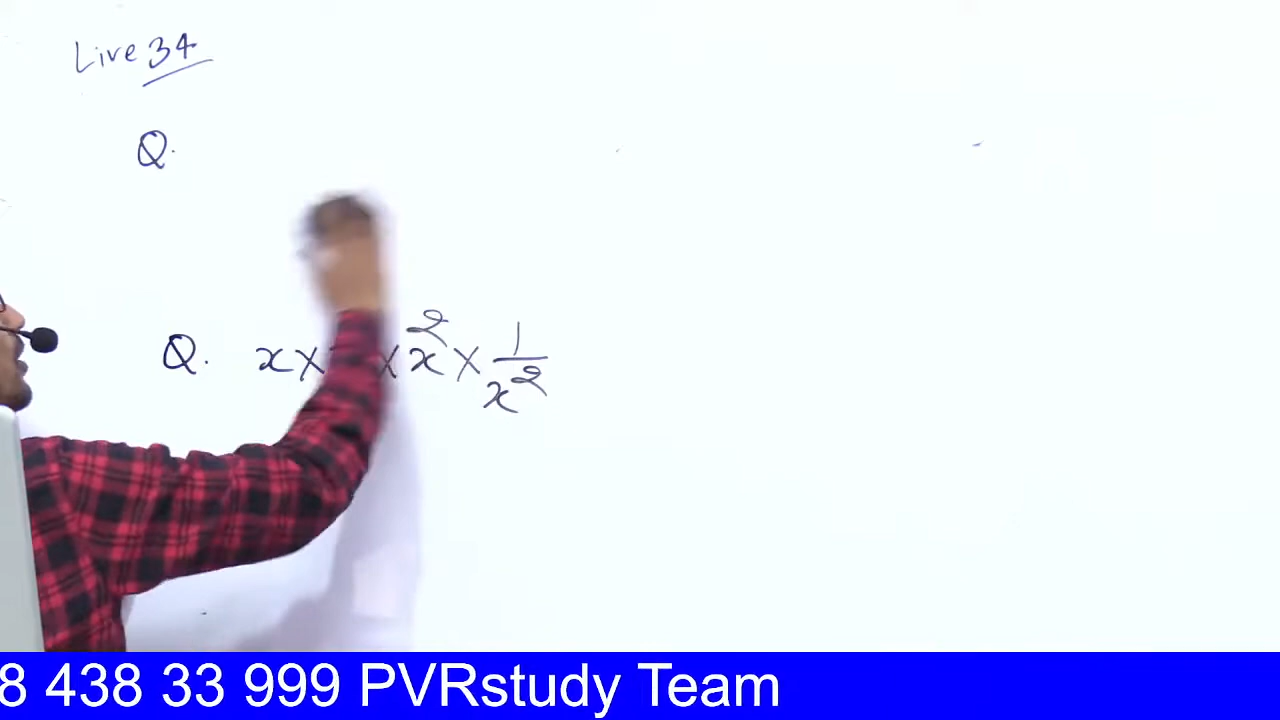 Live 34
Q.
Q. x × × x² × 1/x²
8 438 33 999 PVRstudy Team